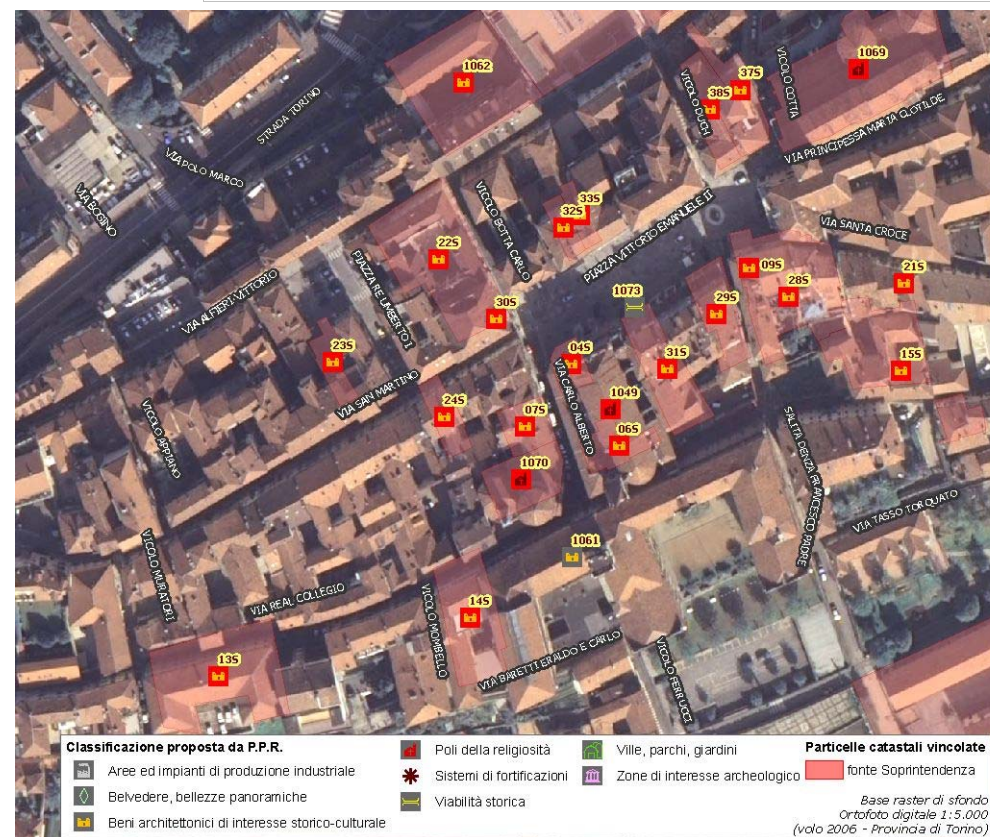 1062
1069
37S
38S
VICOLO DUCH
VICOLO COTTA
STRADA TORINO
VIA PRINCIPESSA MARIA CLOTILDE
VIA POLO MARCO
VIA BOGINO
VICOLO BOTTA CARLO
33S
32S
PIAZZA VITTORIO EMANUELE II
VIA SANTA CROCE
22S
PIAZZA RE UMBERTO I
VIA ALFIERI VITTORIO
09S
28S
21S
1073
29S
30S
23S
04S
31S
15S
VIA SAN MARTINO
VIA CARLO ALBERTO
1049
24S
07S
06S
VICOLO APPIANO
SALITA DENZA FRANCESCO PADRE
1070
VIA TASSO TORQUATO
1061
VICOLO MURATORI
VIA REAL COLLEGIO
VICOLO MOMBELLO
14S
VIA BARETTI ERALDO E CARLO
VICOLO FERRUCCI
13S
Classificazione proposta da P.P.R.
Aree ed impianti di produzione industriale
Belvedere, bellezze panoramiche
Beni architettonici di interesse storico-culturale
Poli della religiosità
Sistemi di fortificazioni
Viabilità storica
Ville, parchi, giardini
Zone di interesse archeologico
Particelle catastali vincolate
fonte Soprintendenza
Base raster di sfondo
Ortofoto digitale 1:5.000
(volo 2006 - Provincia di Torino)